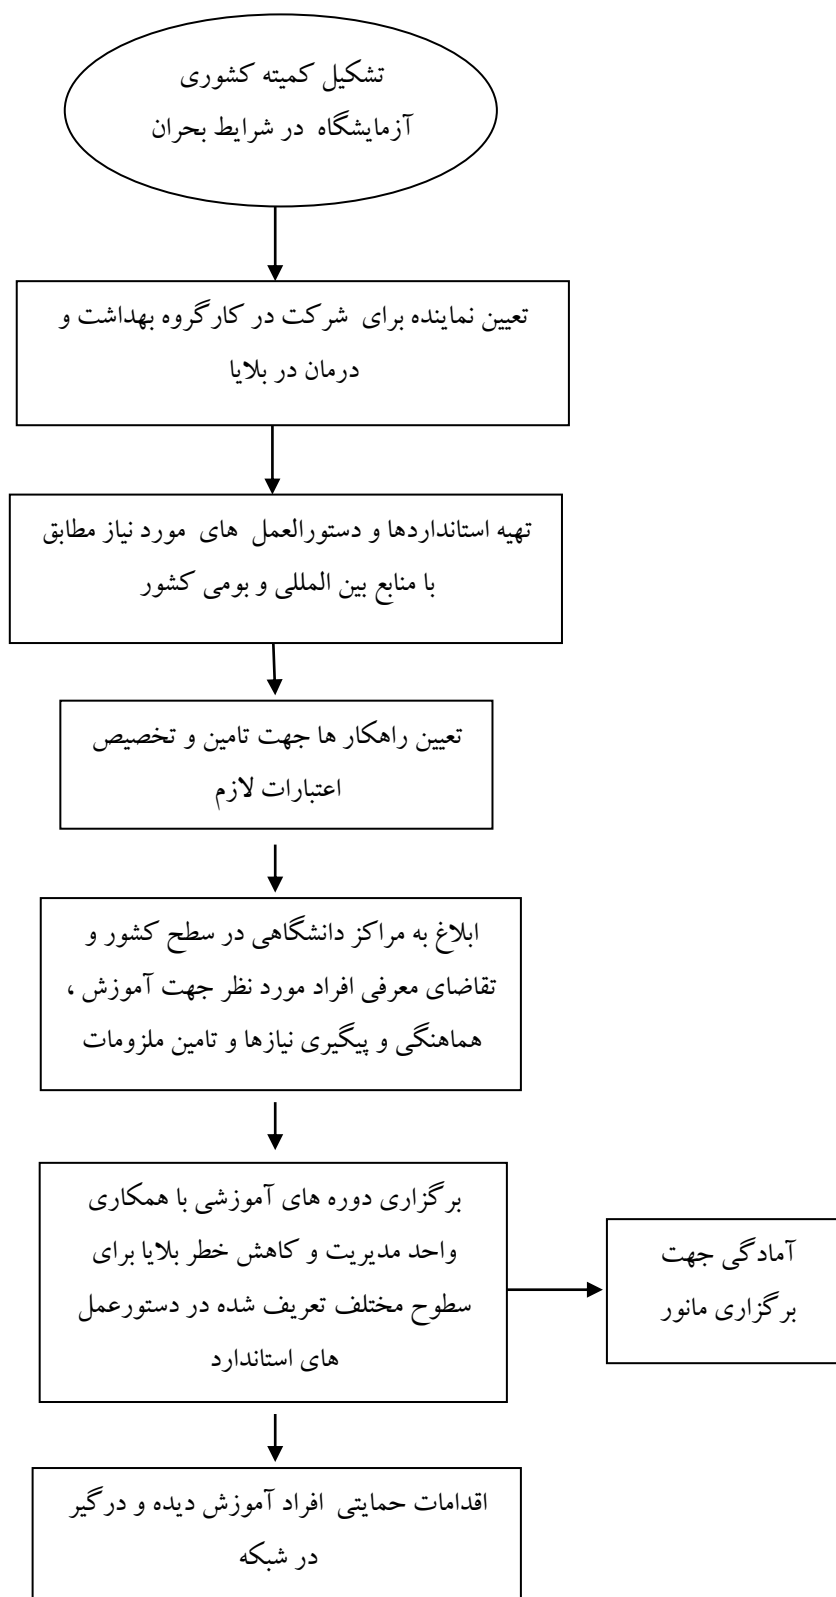 تشکیل کمیته کشوری
آزمایشگاه در شرایط بحران
تعیین نماینده برای شرکت در کارگروه بهداشت و
درمان در بلایا
تهیه استانداردها و دستورالعمل های مورد نیاز مطابق
با منابع بین المللی و بومی کشور
تعیین راهکار ها جهت تامین و تخصیص
اعتبارات لازم
ابلاغ به مراکز دانشگاهی در سطح کشور و
تقاضای معرفی افراد مورد نظر جهت آموزش ،
هماهنگی و پیگیری نیازها و تامین ملزومات
برگزاری دوره های آموزشی با همکاری
واحد مدیریت و کاهش خطر بلایا برای
سطوح مختلف تعریف شده در دستورعمل
های استاندارد
آمادگی جهت
برگزاری مانور
اقدامات حمایتی افراد آموزش دیده و درگیر
در شبکه